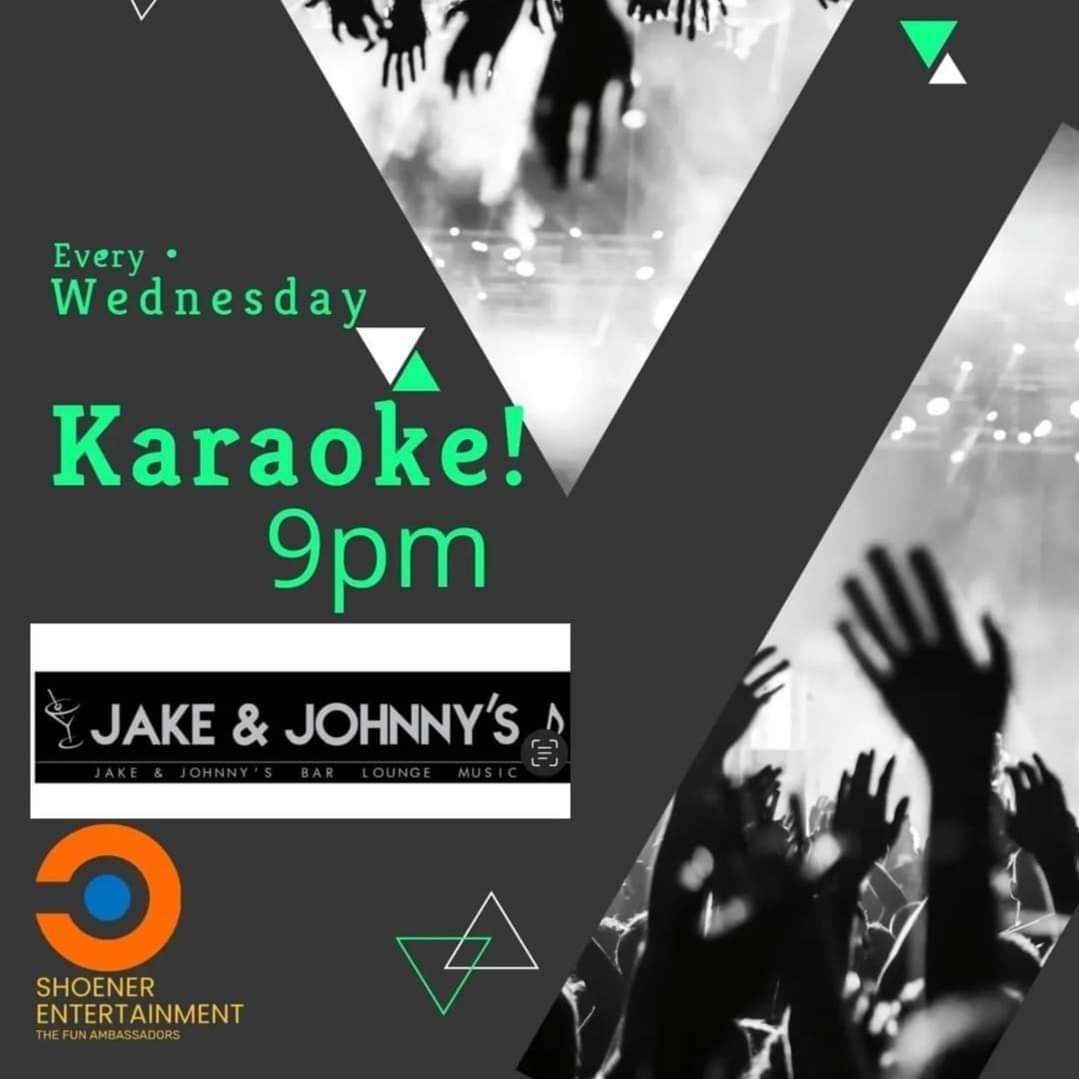 Every •
Wednesday
Karaoke!
9pm
JAKE & JOHNNY'S
JAKE & JOHNNY'S BAR LOUNGE MUSIC
SHOENER
ENTERTAINMENT
THE FUN AMBASSADORS